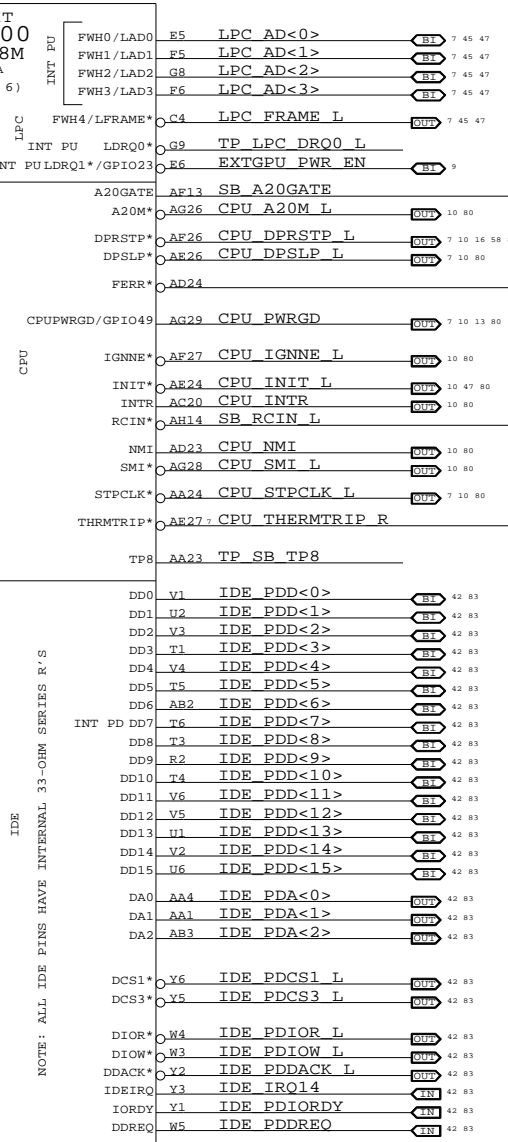 T
00
8M
A
6)
INT PU
LPC
FWH0/LAD0 E5 LPC_AD<0> BI 7 45 47
FWH1/LAD1 F5 LPC_AD<1> BI 7 45 47
FWH2/LAD2 G8 LPC_AD<2> BI 7 45 47
FWH3/LAD3 F6 LPC_AD<3> BI 7 45 47
FWH4/LFRAME* C4 LPC_FRAME_L OUT 7 45 47
INT PU LDRQ0* G9 TP_LPC_DRQ0_L
NT PU LDRQ1*/GPIO23 E6 EXTGPU_PWR_EN BI 9
A20GATE AF13 SB_A20GATE
A20M* AG26 CPU_A20M_L OUT 10 80
DPRSTP* AF26 CPU_DPRSTP_L OUT 7 10 16 58
DPSLP* AE26 CPU_DPSLP_L OUT 7 10 80
FERR* AD24
CPUPWRGD/GPIO49 AG29 CPU_PWRGD OUT 7 10 13 80
CPU
IGNNE* AF27 CPU_IGNNE_L OUT 10 80
INIT* AE24 CPU_INIT_L OUT 10 47 80
INTR AC20 CPU_INTR OUT 10 80
RCIN* AH14 SB_RCIN_L
NMI AD23 CPU_NMI OUT 10 80
SMI* AG28 CPU_SMI_L OUT 10 80
STPCLK* AA24 CPU_STPCLK_L OUT 7 10 80
THRMTRIP* AE27 7 CPU_THERMTRIP_R
TP8 AA23 TP_SB_TP8
IDE
NOTE: ALL IDE PINS HAVE INTERNAL 33-OHM SERIES R'S
DD0 V1 IDE_PDD<0> BI 42 83
DD1 U2 IDE_PDD<1> BI 42 83
DD2 V3 IDE_PDD<2> BI 42 83
DD3 T1 IDE_PDD<3> BI 42 83
DD4 V4 IDE_PDD<4> BI 42 83
DD5 T5 IDE_PDD<5> BI 42 83
DD6 AB2 IDE_PDD<6> BI 42 83
INT PD DD7 T6 IDE_PDD<7> BI 42 83
DD8 T3 IDE_PDD<8> BI 42 83
DD9 R2 IDE_PDD<9> BI 42 83
DD10 T4 IDE_PDD<10> BI 42 83
DD11 V6 IDE_PDD<11> BI 42 83
DD12 V5 IDE_PDD<12> BI 42 83
DD13 U1 IDE_PDD<13> BI 42 83
DD14 V2 IDE_PDD<14> BI 42 83
DD15 U6 IDE_PDD<15> BI 42 83
DA0 AA4 IDE_PDA<0> OUT 42 83
DA1 AA1 IDE_PDA<1> OUT 42 83
DA2 AB3 IDE_PDA<2> OUT 42 83
DCS1* Y6 IDE_PDCS1_L OUT 42 83
DCS3* Y5 IDE_PDCS3_L OUT 42 83
DIOR* W4 IDE_PDIOR_L OUT 42 83
DIOW* W3 IDE_PDIOW_L OUT 42 83
DDACK* Y2 IDE_PDDACK_L OUT 42 83
IDEIRQ Y3 IDE_IRQ14 IN 42 83
IORDY Y1 IDE_PDIORDY IN 42 83
DDREQ W5 IDE_PDDREQ IN 42 83